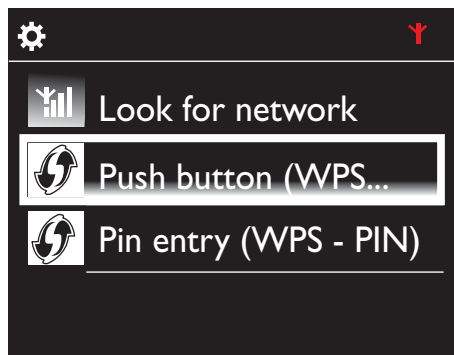 Look for network
Push button (WPS...
Pin entry (WPS - PIN)